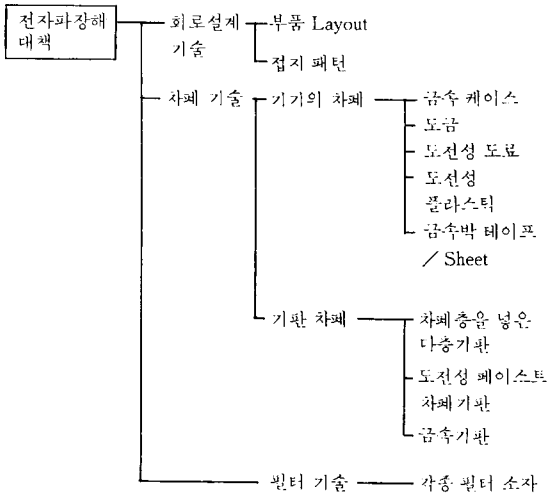 전자파장해
대책
회로설계
기술
부품 Layout
접지 패턴
차폐 기술
기기의 차폐
금속 케이스
도금
도전성 도료
도전성
플라스틱
금속박 테이프
/ Sheet
기판 차폐
차폐층을 넣은
다층기판
도전성 페이스트
차폐기판
금속기판
필터 기술
각종 필터 소자